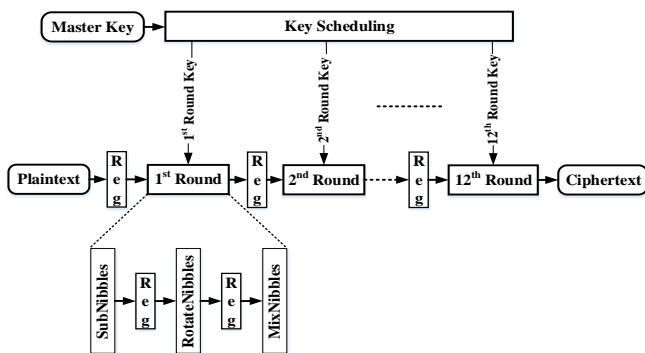 Master Key
Key Scheduling
1st Round Key
2nd Round Key
12th Round Key
Plaintext
Reg
1st Round
Reg
2nd Round
Reg
12th Round
Ciphertext
SubNibbles
Reg
RotateNibbles
Reg
MixNibbles